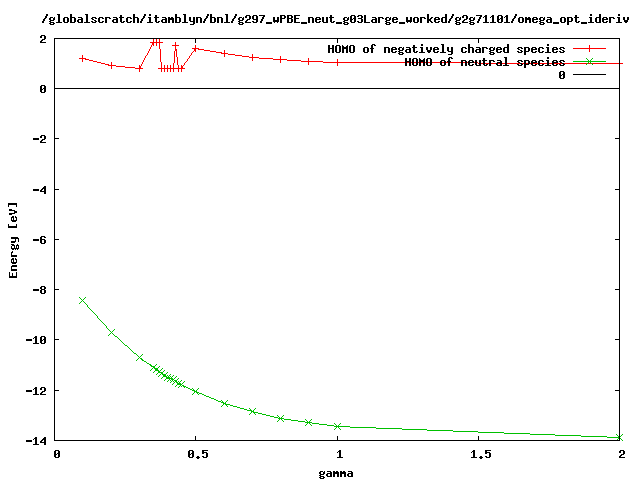 /globalscratch/itamblyn/bnl/g297_wPBE_neut_g03Large_worked/g2g71101/omega_opt_ideriv
HOMO of negatively charged species
HOMO of neutral species
0
2
0
-2
-4
-6
-8
-10
-12
-14
Energy [eV]
0 0.5 1 1.5 2
gamma